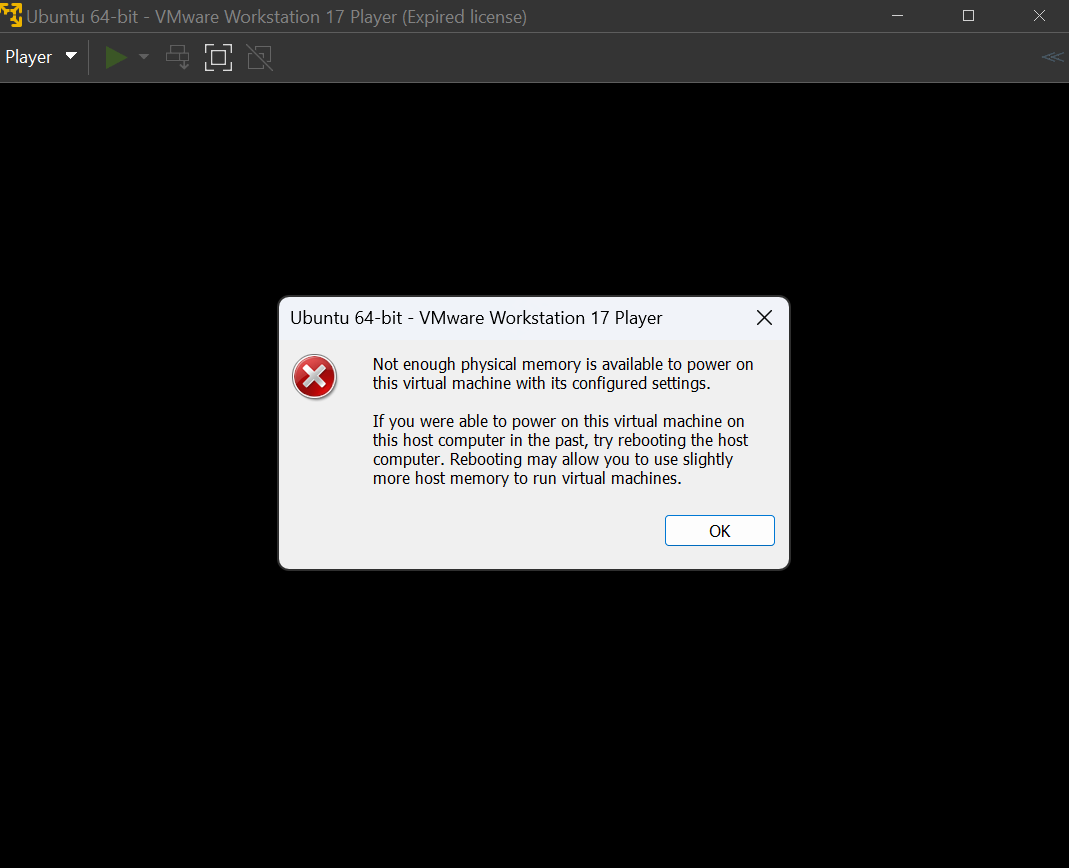 Ubuntu 64-bit - VMware Workstation 17 Player (Expired license)
Player
Ubuntu 64-bit - VMware Workstation 17 Player
Not enough physical memory is available to power on
this virtual machine with its configured settings.
If you were able to power on this virtual machine on
this host computer in the past, try rebooting the host
computer. Rebooting may allow you to use slightly
more host memory to run virtual machines.
OK